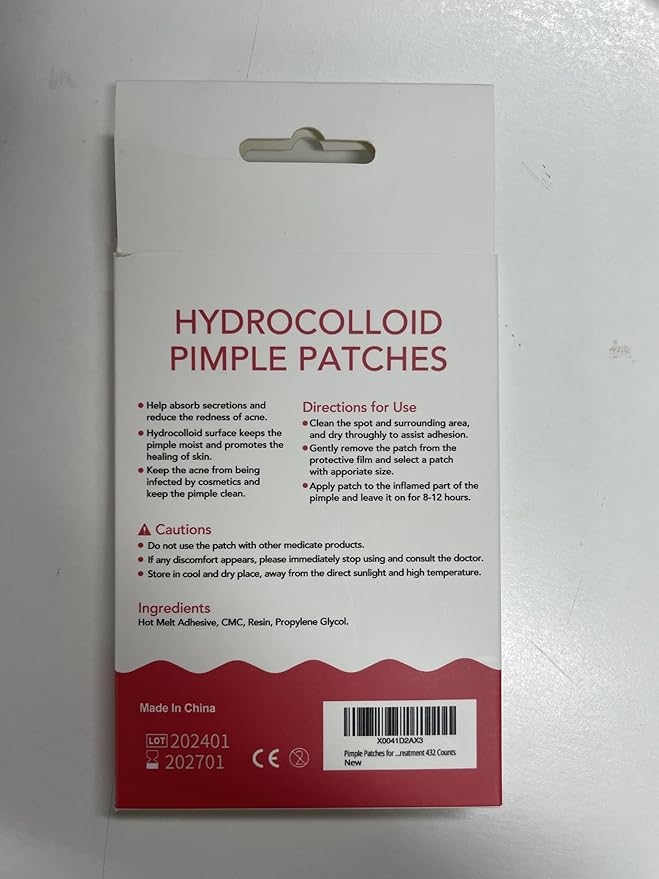 HYDROCOLLOID
PIMPLE PATCHES
Help absorb secretions and
reduce the redness of acne.
Hydrocolloid surface keeps the
pimple moist and promotes the
healing of skin.
Keep the acne from being
infected by cosmetics and
keep the pimple clean.
Directions for Use
Clean the spot and surrounding area,
and dry throughly to assist adhesion.
Gently remove the patch from the
protective film and select a patch
with apporiate size.
Apply patch to the inflamed part of the
pimple and leave it on for 8-12 hours.
Cautions
Do not use the patch with other medicate products.
If any discomfort appears, please immediately stop using and consult the doctor.
Store in cool and dry place, away from the direct sunlight and high temperature.
Ingredients
Hot Melt Adhesive, CMC, Resin, Propylene Glycol.
Made In China
LOT 202401
202701
CE 2
X0041D2AX3
Pimple Patches for ...reatment 432 Counts
New